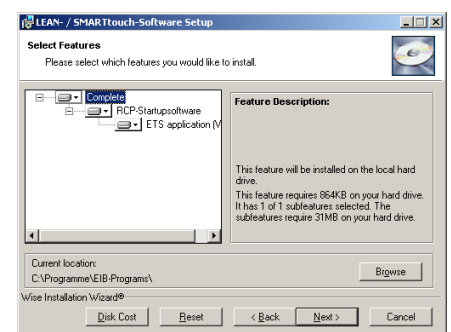 LEAN- / SMARTtouch-Software Setup
Select Features
Please select which features you would like to install.
Complete
RCP-Startupsoftware
ETS application (V
Feature Description:
This feature will be installed on the local hard
drive.
This feature requires 864KB on your hard drive.
It has 1 of 1 subfeatures selected. The
subfeatures require 31MB on your hard drive.
Current location:
C:\Programme\EIB-Programs\
Browse
Wise Installation Wizard®
Disk Cost
Reset
< Back
Next >
Cancel